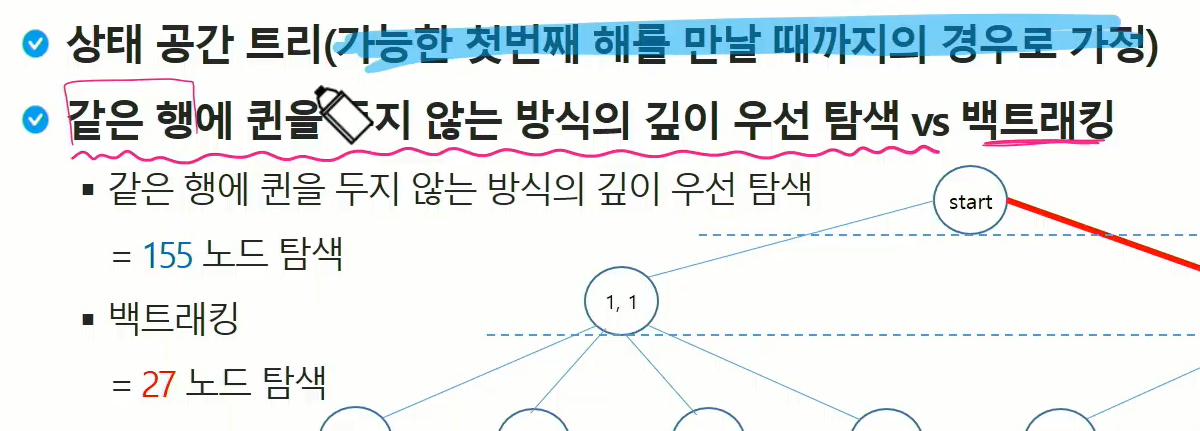 상태 공간 트리(가능한 첫번째 해를 만날 때까지의 경우로 가정)
같은 행에 퀸을 두지 않는 방식의 깊이 우선 탐색 vs 백트래킹
▪ 같은 행에 퀸을 두지 않는 방식의 깊이 우선 탐색
= 155 노드 탐색
▪ 백트래킹
= 27 노드 탐색
start
1, 1